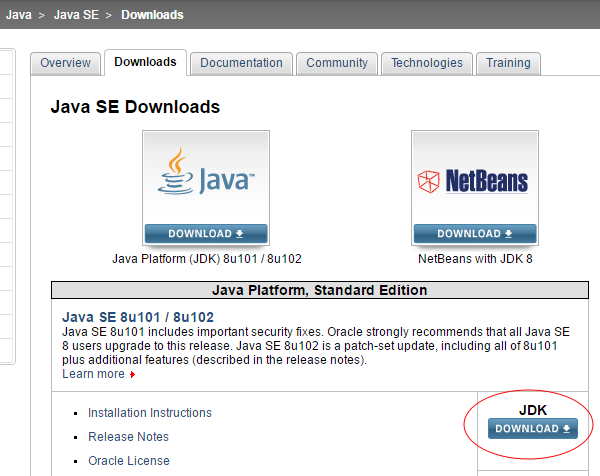 Java > Java SE > Downloads
Overview Downloads Documentation Community Technologies Training
Java SE Downloads
Java™ NetBeans
DOWNLOAD DOWNLOAD
Java Platform (JDK) 8u101 / 8u102 NetBeans with JDK 8
Java Platform, Standard Edition
Java SE 8u101 / 8u102
Java SE 8u101 includes important security fixes. Oracle strongly recommends that all Java SE
8 users upgrade to this release. Java SE 8u102 is a patch-set update, including all of 8u101
plus additional features (described in the release notes).
Learn more
Installation Instructions
Release Notes
Oracle License
JDK
DOWNLOAD